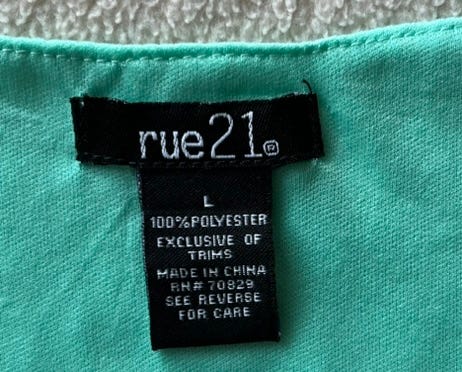 rue21®
L
100%POLYESTER
EXCLUSIVE OF
TRIMS
MADE IN CHINA
RN# 70829
SEE REVERSE
FOR CARE